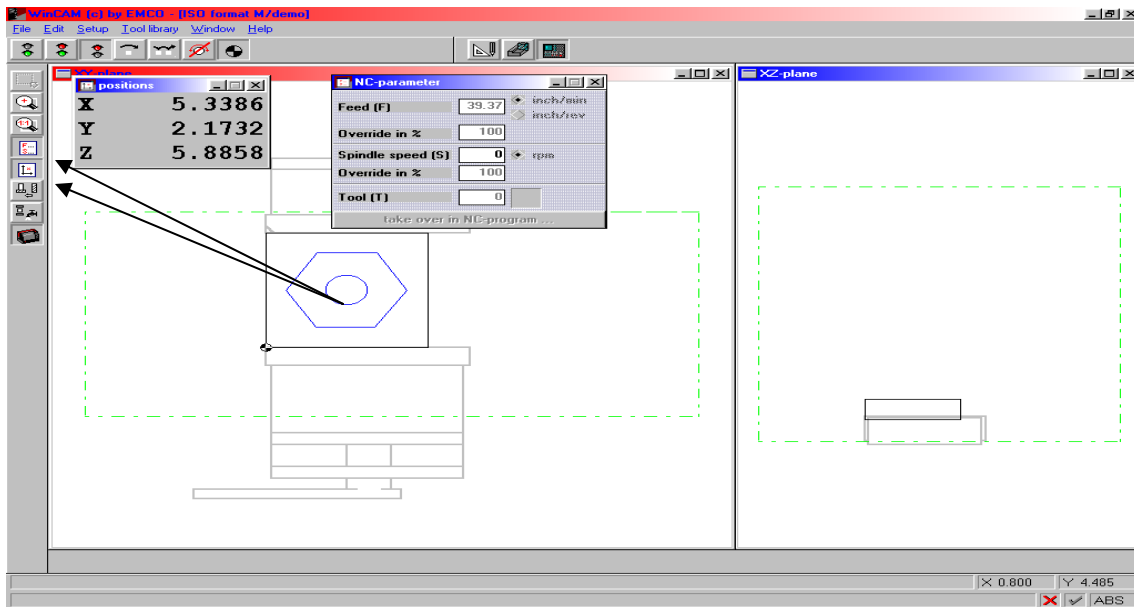 WinCAM (c) by EMCO - [ISO format M/demo]
File Edit Setup Tool library Window Help
XY-plane
XZ-plane
positions
X 5.3386
Y 2.1732
Z 5.8858
NC-parameter
Feed (F) 39.37 inch/min
inch/rev
Override in % 100
Spindle speed (S) 0 rpm
Override in % 100
Tool (T) 0
take over in NC-program ...
X 0.800 Y 4.485
ABS